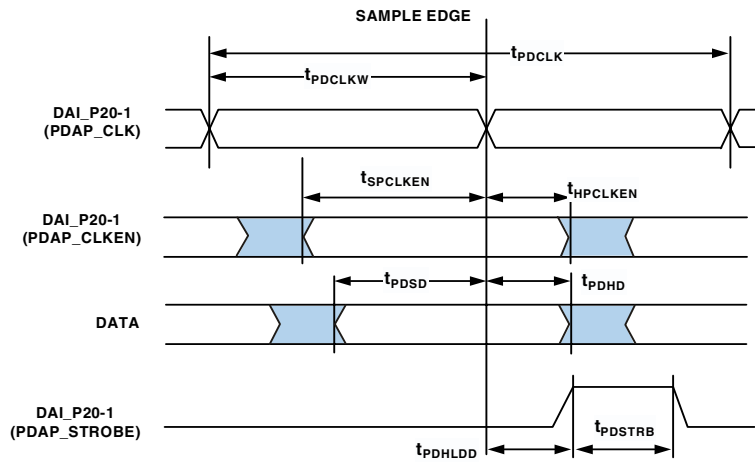 SAMPLE EDGE
tPDCLK
tPDCLKW
DAI_P20-1
(PDAP_CLK)
tSPCLKEN
tHPCLKEN
DAI_P20-1
(PDAP_CLKEN)
tPDSD
tPDHD
DATA
DAI_P20-1
(PDAP_STROBE)
tPDHLDD
tPDSTRB